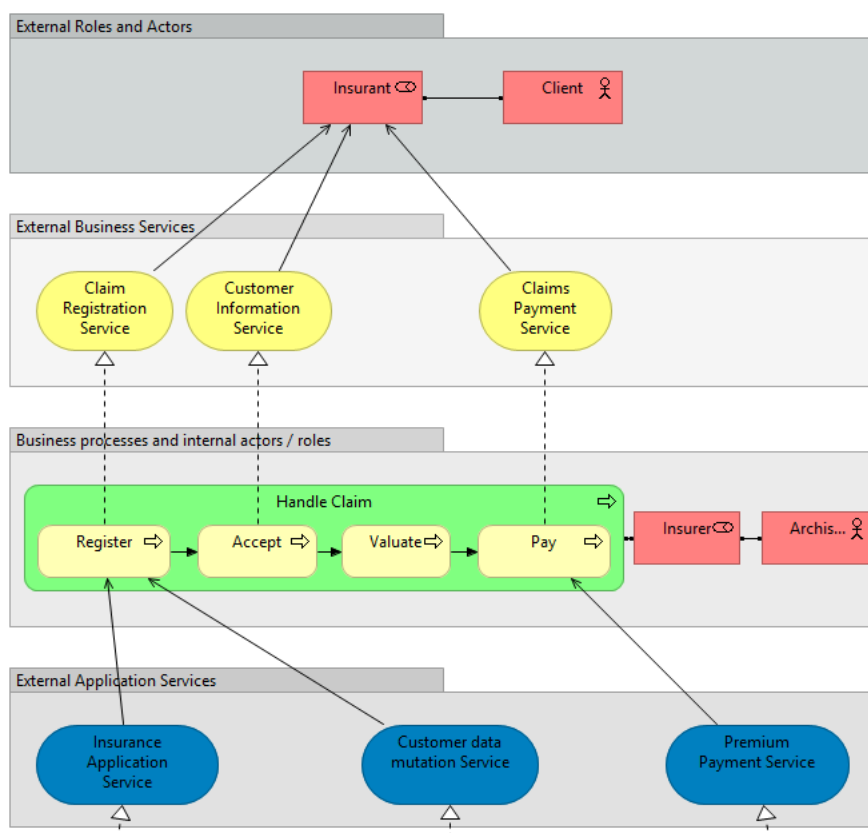 External Roles and Actors
Insurant
Client
External Business Services
Claim
Registration
Service
Customer
Information
Service
Claims
Payment
Service
Business processes and internal actors / roles
Handle Claim
Register
Accept
Valuate
Pay
Insurer
Archis...
External Application Services
Insurance
Application
Service
Customer data
mutation Service
Premium
Payment Service